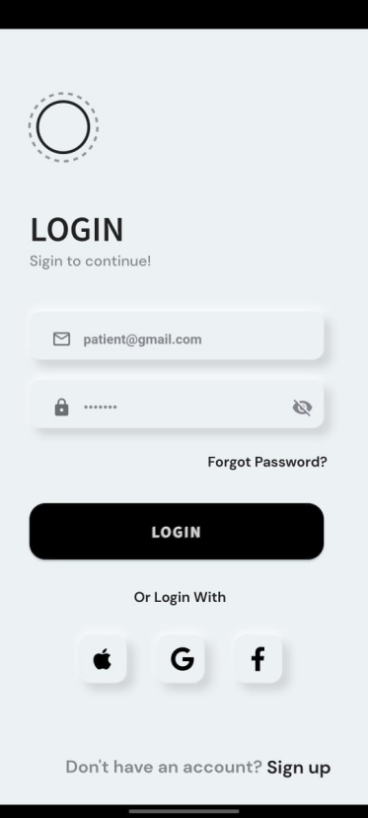 LOGIN
Sigin to continue!
patient@gmail.com
•••••••
Forgot Password?
LOGIN
Or Login With
Don't have an account? Sign up